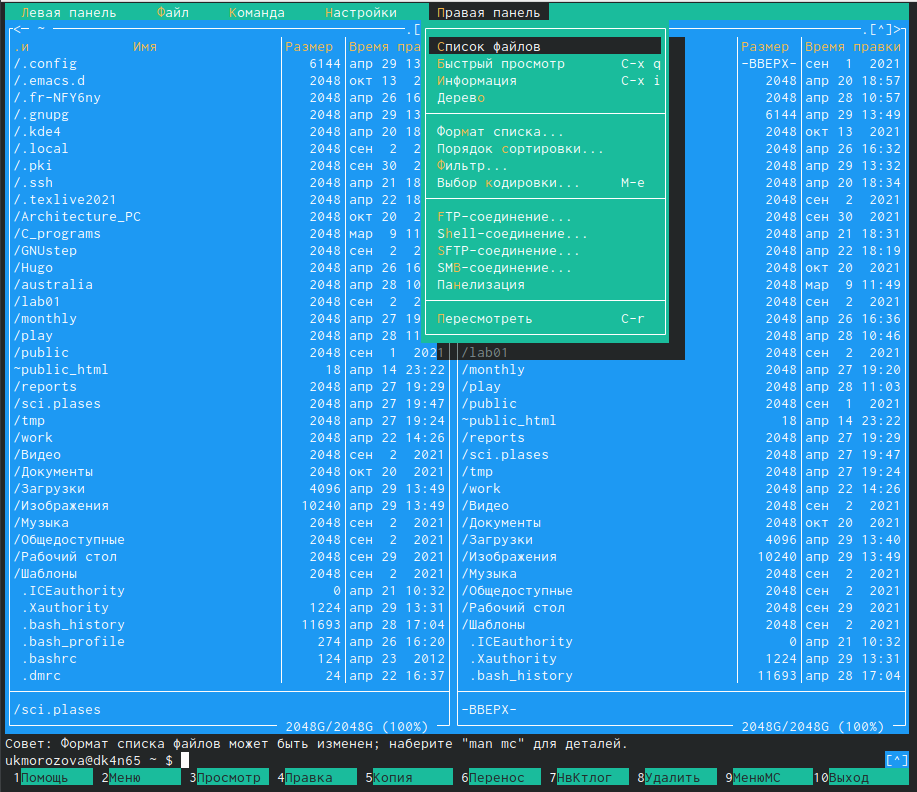 Левая панель Файл Команда Настройки Правая панель
<─ ~ .[
.и Имя Размер Время пра
/.config 6144 апр 29 13
/.emacs.d 2048 окт 13 2
/.fr-NFY6ny 2048 апр 26 16
/.gnupg 2048 апр 29 13
/.kde4 2048 апр 20 18
/.local 2048 сен 2 2
/.pki 2048 сен 30 2
/.ssh 2048 апр 21 18
/.texlive2021 2048 апр 22 18
/Architecture_PC 2048 окт 20 2
/C_programs 2048 мар 9 11
/GNUstep 2048 сен 2 2
/Hugo 2048 апр 26 16
/australia 2048 апр 28 10
/lab01 2048 сен 2 2
/monthly 2048 апр 27 19
/play 2048 апр 28 11
/public 2048 сен 1 2021
~public_html 18 апр 14 23:22
/reports 2048 апр 27 19:29
/sci.plases 2048 апр 27 19:47
/tmp 2048 апр 27 19:24
/work 2048 апр 22 14:26
/Видео 2048 сен 2 2021
/Документы 2048 окт 20 2021
/Загрузки 4096 апр 29 13:49
/Изображения 10240 апр 29 13:49
/Музыка 2048 сен 2 2021
/Общедоступные 2048 сен 2 2021
/Рабочий стол 2048 сен 29 2021
/Шаблоны 2048 сен 2 2021
.ICEauthority 0 апр 21 10:32
.Xauthority 1224 апр 29 13:31
.bash_history 11693 апр 28 17:04
.bash_profile 274 апр 26 16:20
.bashrc 124 апр 23 2012
.dmrc 24 апр 22 16:37
/sci.plases
2048G/2048G (100%)
Список файлов
Быстрый просмотр C-x q
Информация C-x i
Дерево
Формат списка...
Порядок сортировки...
Фильтр...
Выбор кодировки... M-e
FTP-соединение...
Shell-соединение...
SFTP-соединение...
SMB-соединение...
Панелизация
Пересмотреть C-r
.[^]>
Размер Время правки
-ВВЕРХ- сен 1 2021
2048 апр 20 18:57
2048 апр 28 10:57
6144 апр 29 13:49
2048 окт 13 2021
2048 апр 26 16:32
2048 апр 29 13:32
2048 апр 20 18:34
2048 сен 2 2021
2048 сен 30 2021
2048 апр 21 18:31
2048 апр 22 18:19
2048 окт 20 2021
2048 мар 9 11:49
2048 сен 2 2021
2048 апр 26 16:36
2048 апр 28 10:46
/lab01 2048 сен 2 2021
/monthly 2048 апр 27 19:20
/play 2048 апр 28 11:03
/public 2048 сен 1 2021
~public_html 18 апр 14 23:22
/reports 2048 апр 27 19:29
/sci.plases 2048 апр 27 19:47
/tmp 2048 апр 27 19:24
/work 2048 апр 22 14:26
/Видео 2048 сен 2 2021
/Документы 2048 окт 20 2021
/Загрузки 4096 апр 29 13:40
/Изображения 10240 апр 29 13:49
/Музыка 2048 сен 2 2021
/Общедоступные 2048 сен 2 2021
/Рабочий стол 2048 сен 29 2021
/Шаблоны 2048 сен 2 2021
.ICEauthority 0 апр 21 10:32
.Xauthority 1224 апр 29 13:31
.bash_history 11693 апр 28 17:04
-ВВЕРХ-
2048G/2048G (100%)
Совет: Формат списка файлов может быть изменен; наберите "man mc" для деталей.
ukmorozova@dk4n65 ~ $ [^]
1Помощь 2Меню 3Просмотр 4Правка 5Копия 6Перенос 7НвКтлог 8Удалить 9МенюМС 10Выход